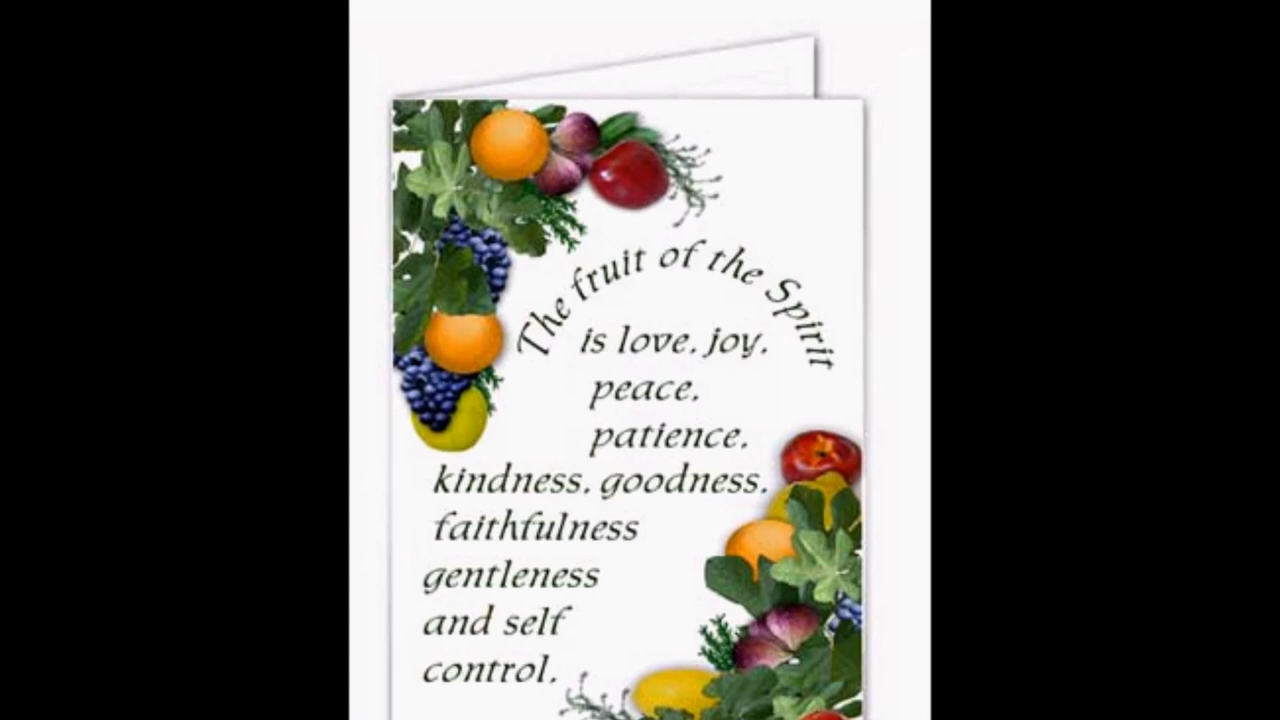 The fruit of the Spirit
is love, joy,
peace,
patience,
kindness, goodness,
faithfulness
gentleness
and self
control.